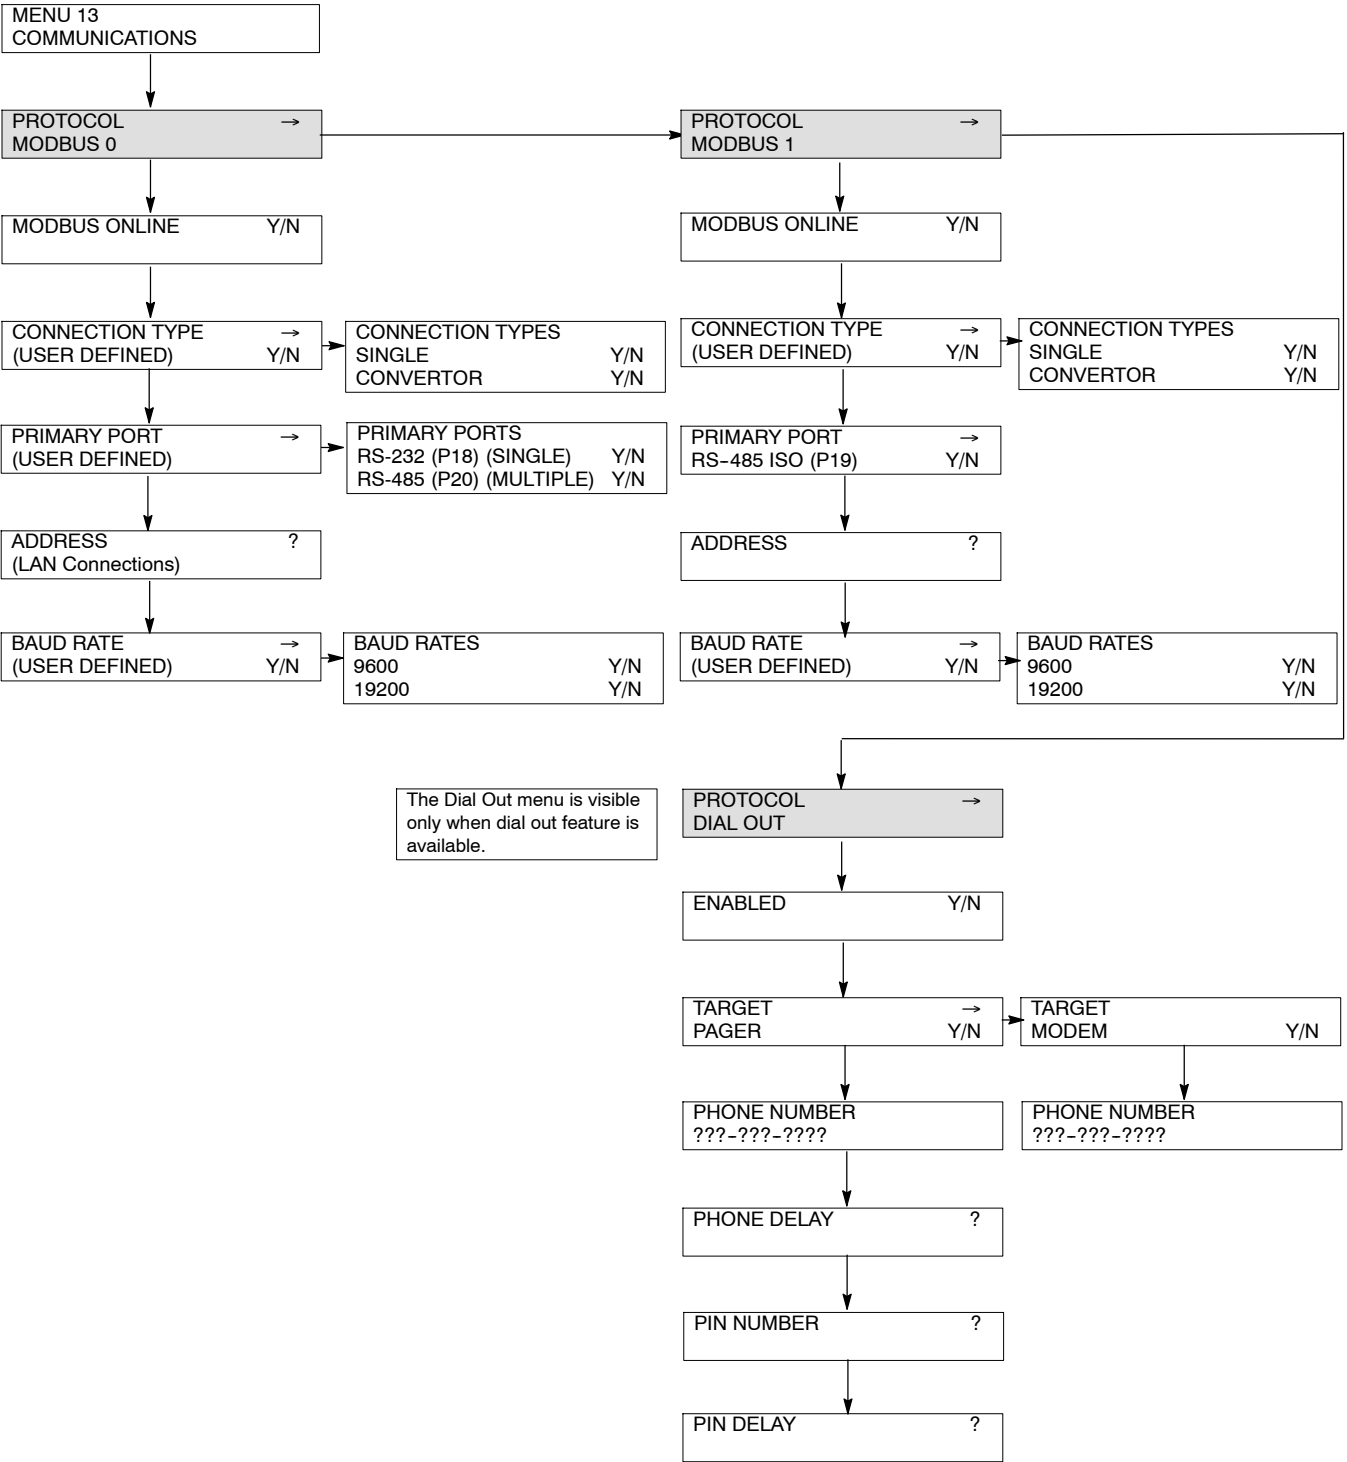 MENU 13
COMMUNICATIONS
PROTOCOL →
MODBUS 0
MODBUS ONLINE Y/N
CONNECTION TYPE →
(USER DEFINED) Y/N
CONNECTION TYPES
SINGLE Y/N
CONVERTOR Y/N
PRIMARY PORT →
(USER DEFINED)
PRIMARY PORTS
RS-232 (P18) (SINGLE) Y/N
RS-485 (P20) (MULTIPLE) Y/N
ADDRESS ?
(LAN Connections)
BAUD RATE →
(USER DEFINED) Y/N
BAUD RATES
9600 Y/N
19200 Y/N
PROTOCOL →
MODBUS 1
MODBUS ONLINE Y/N
CONNECTION TYPE →
(USER DEFINED) Y/N
CONNECTION TYPES
SINGLE Y/N
CONVERTOR Y/N
PRIMARY PORT →
RS-485 ISO (P19) Y/N
ADDRESS ?
BAUD RATE →
(USER DEFINED) Y/N
BAUD RATES
9600 Y/N
19200 Y/N
The Dial Out menu is visible
only when dial out feature is
available.
PROTOCOL →
DIAL OUT
ENABLED Y/N
TARGET →
PAGER Y/N
TARGET
MODEM Y/N
PHONE NUMBER
???-???-????
PHONE NUMBER
???-???-????
PHONE DELAY ?
PIN NUMBER ?
PIN DELAY ?